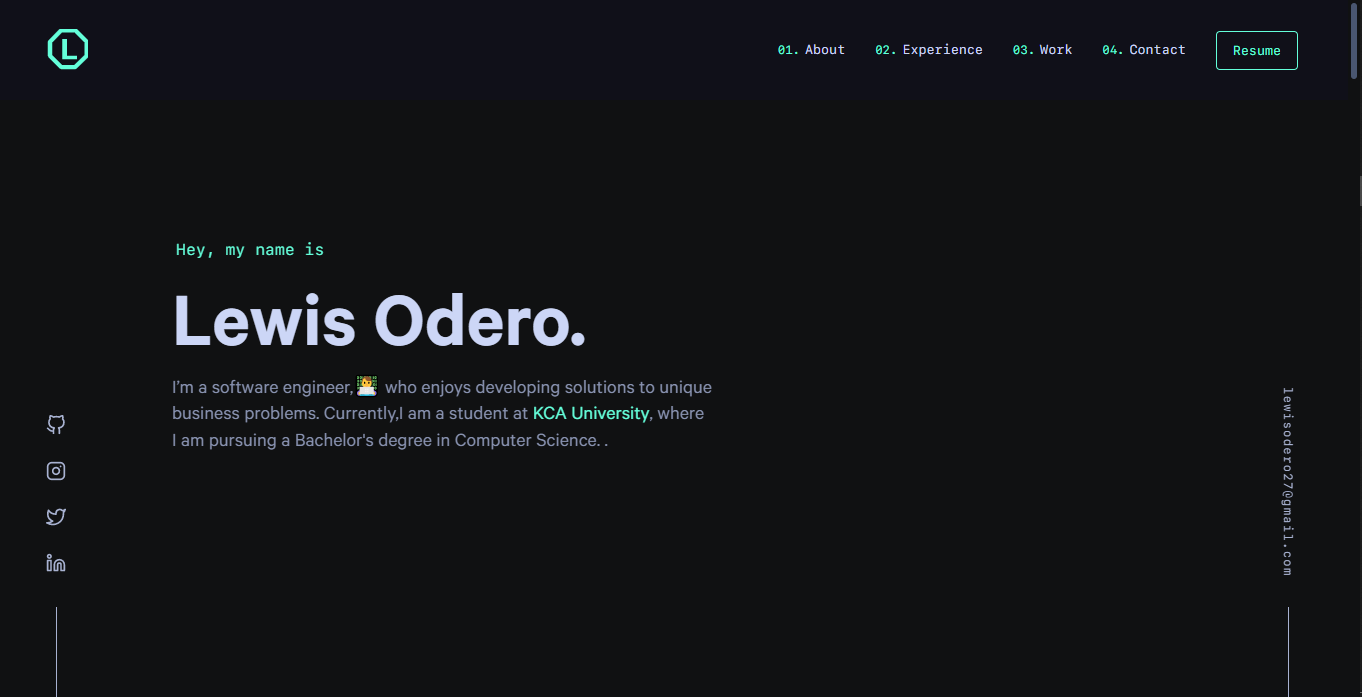 L
01. About 02. Experience 03. Work 04. Contact Resume
Hey, my name is
Lewis Odero.
I'm a software engineer,👨‍💻 who enjoys developing solutions to unique
business problems. Currently,I am a student at KCA University, where
I am pursuing a Bachelor's degree in Computer Science. .
lewisodero27@gmail.com